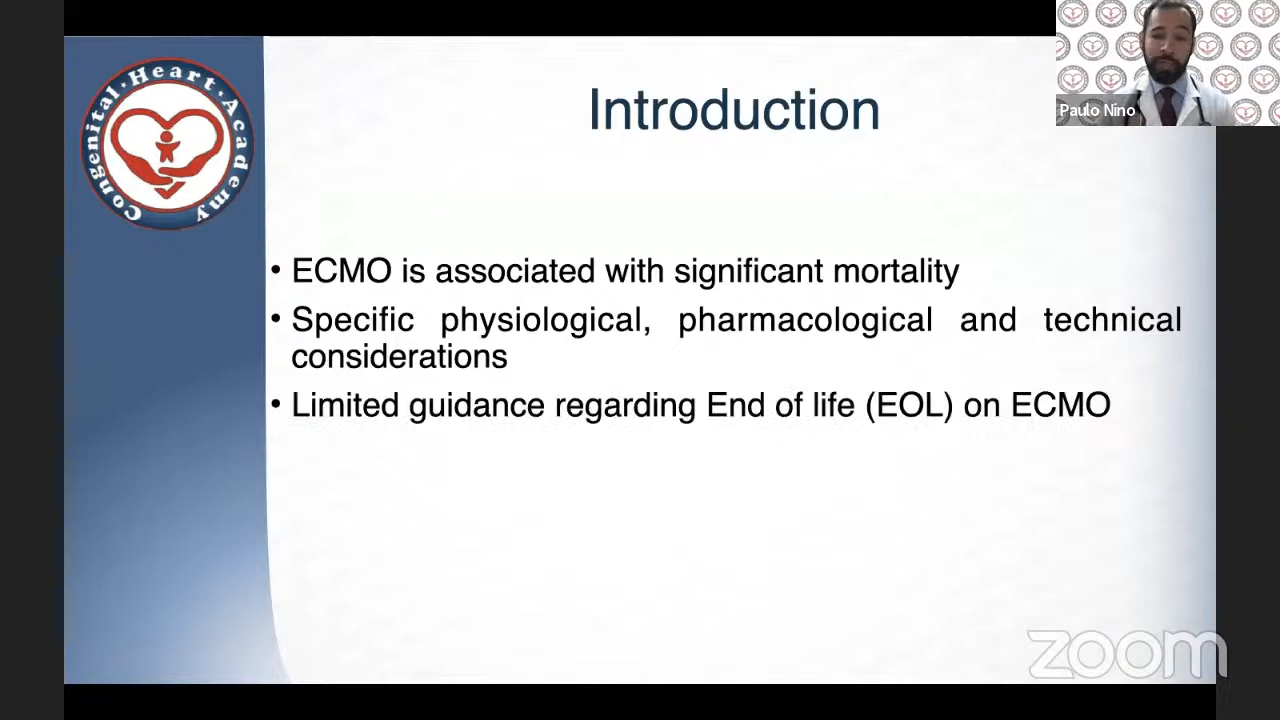 Congenital·Heart·Academy
Introduction
Paulo Nino
• ECMO is associated with significant mortality
• Specific physiological, pharmacological and technical
considerations
• Limited guidance regarding End of life (EOL) on ECMO
zoom